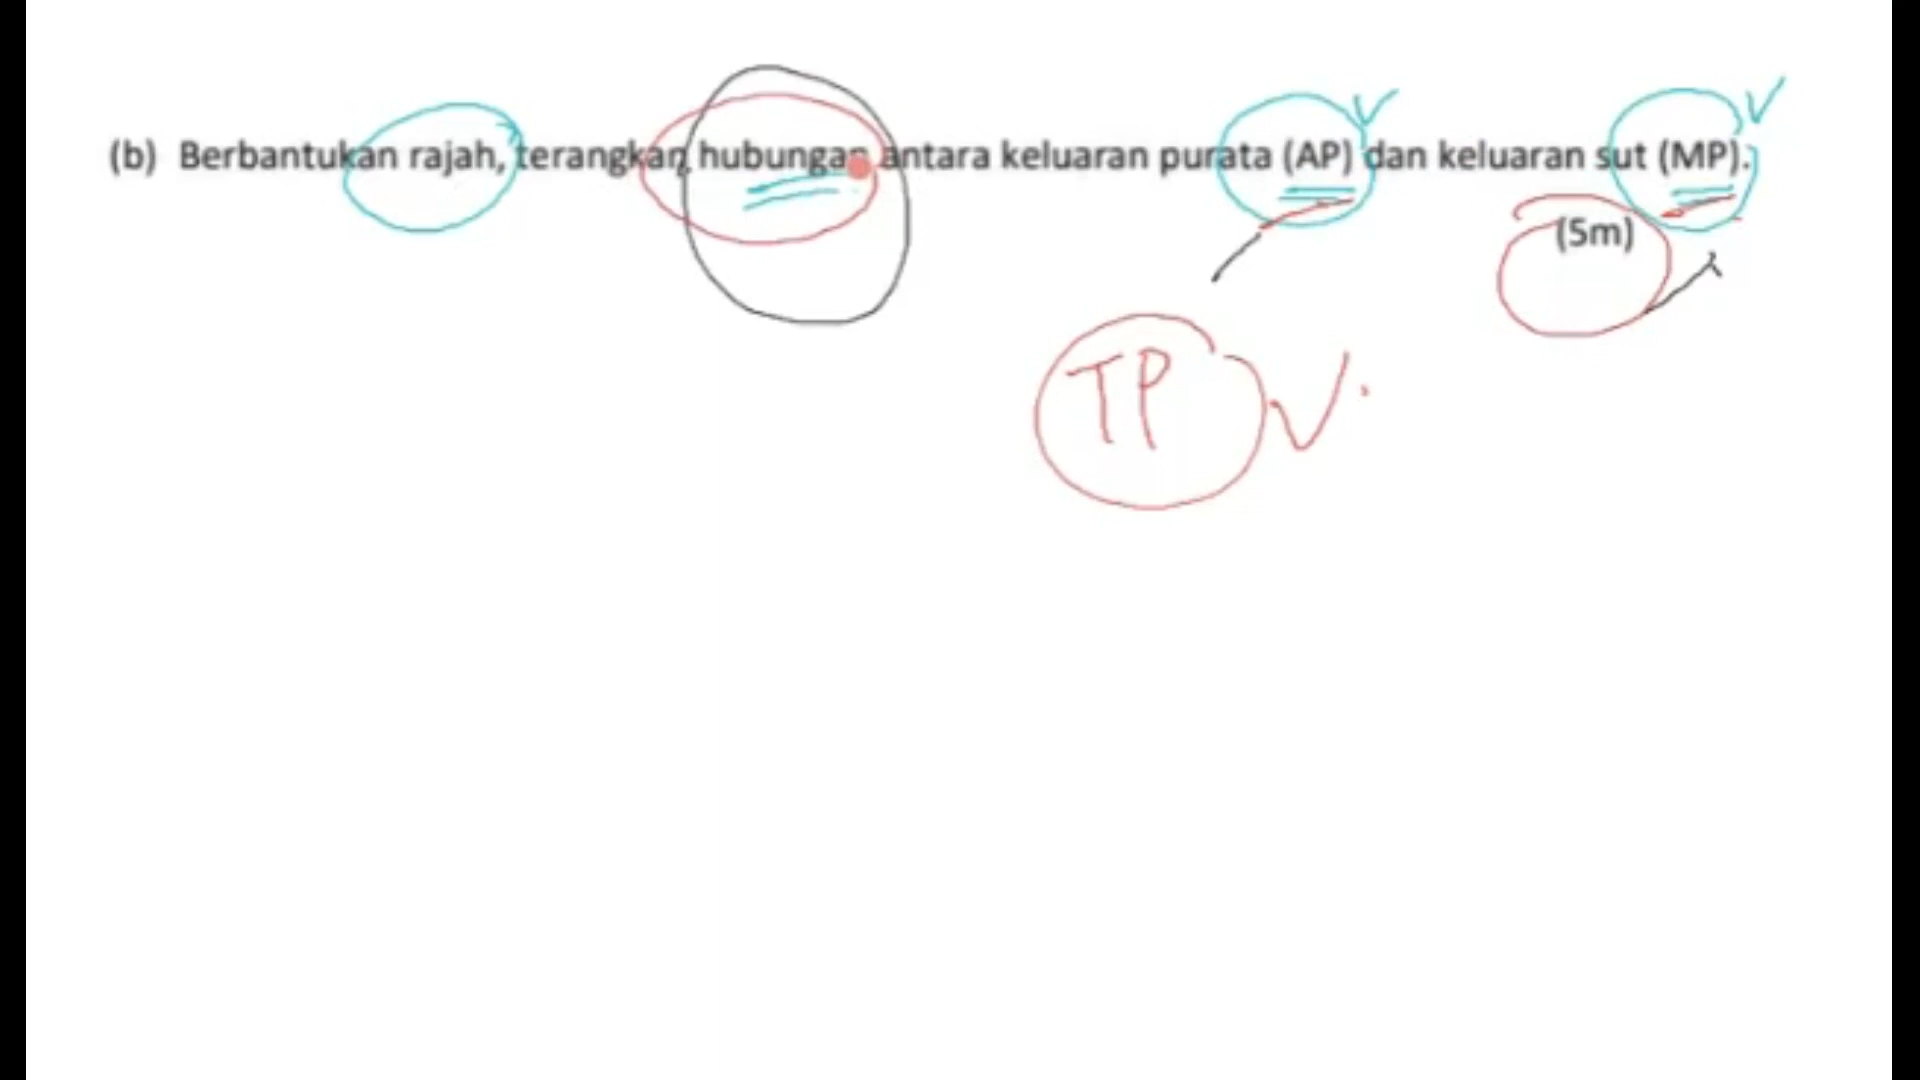 (b) Berbantukan rajah, terangkan hubungan antara keluaran purata (AP) dan keluaran sut (MP).
(5m)
TP